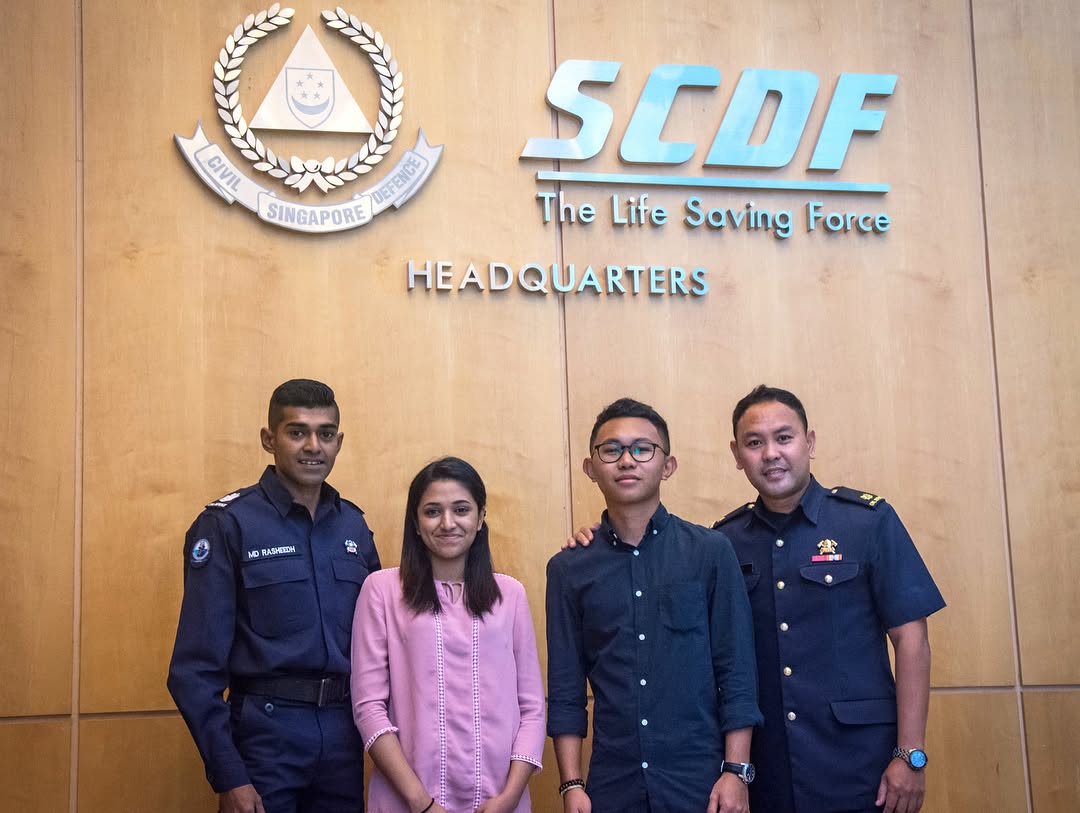 CIVIL SINGAPORE DEFENCE
SCDF
The Life Saving Force
HEADQUARTERS
MD RASHEEDH